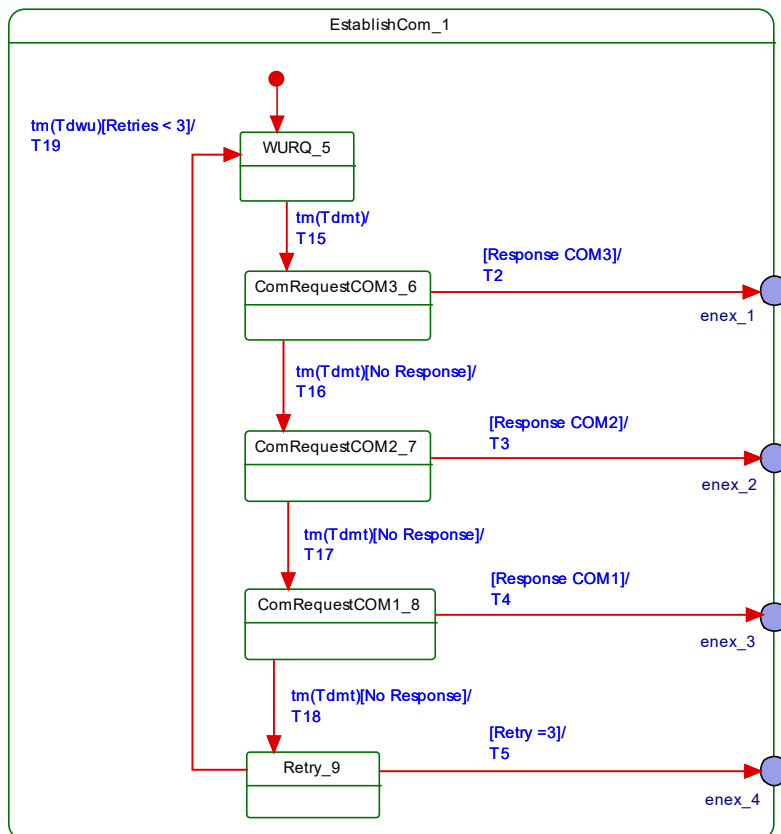 EstablishCom_1
tm(Tdwu)[Retries < 3]/
T19
WURQ_5
tm(Tdmt)/
T15
[Response COM3]/
T2
ComRequestCOM3_6
enex_1
tm(Tdmt)[No Response]/
T16
[Response COM2]/
T3
ComRequestCOM2_7
enex_2
tm(Tdmt)[No Response]/
T17
[Response COM1]/
T4
ComRequestCOM1_8
enex_3
tm(Tdmt)[No Response]/
T18
[Retry =3]/
T5
Retry_9
enex_4